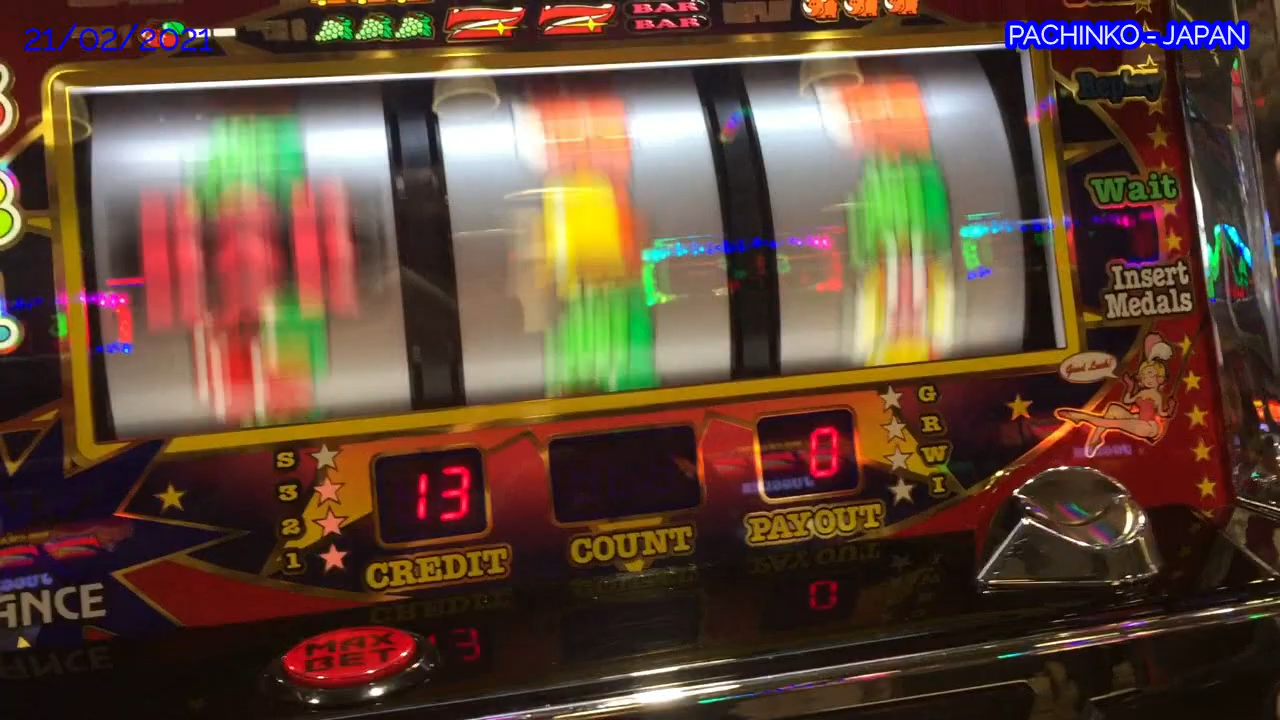 21/02/2021
PACHINKO - JAPAN
BAR
BAR
Replay
Wait
Insert
Medals
Good Luck!
S
3
2
1
13
CREDIT
COUNT
0
PAYOUT
G
R
W
I
ANCE
MAX
BET